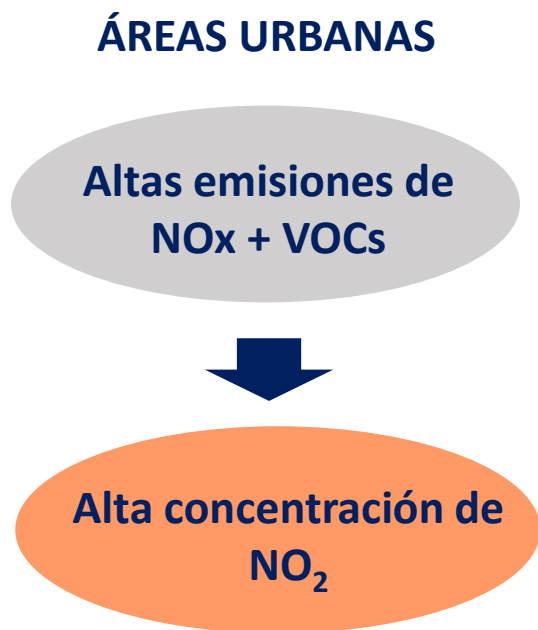 ÁREAS URBANAS
Altas emisiones de
NOx + VOCs
Alta concentración de
NO₂